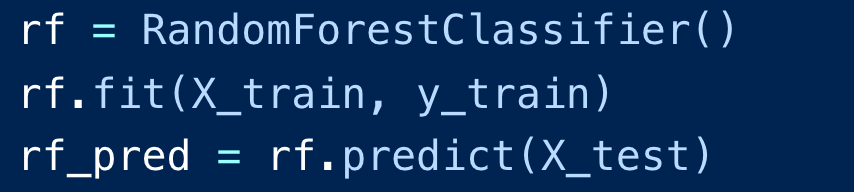 rf = RandomForestClassifier()
rf.fit(X_train, y_train)
rf_pred = rf.predict(X_test)